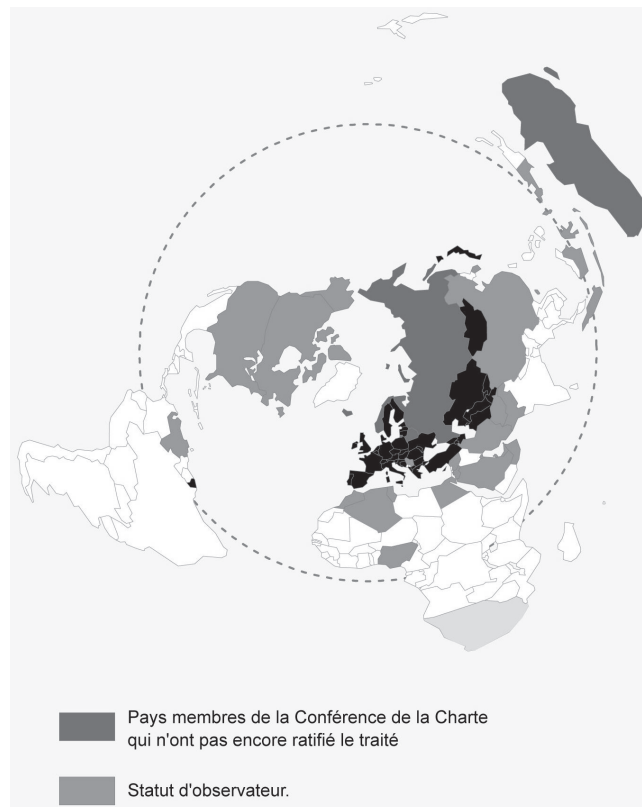 Pays membres de la Conférence de la Charte
qui n'ont pas encore ratifié le traité
Statut d'observateur.